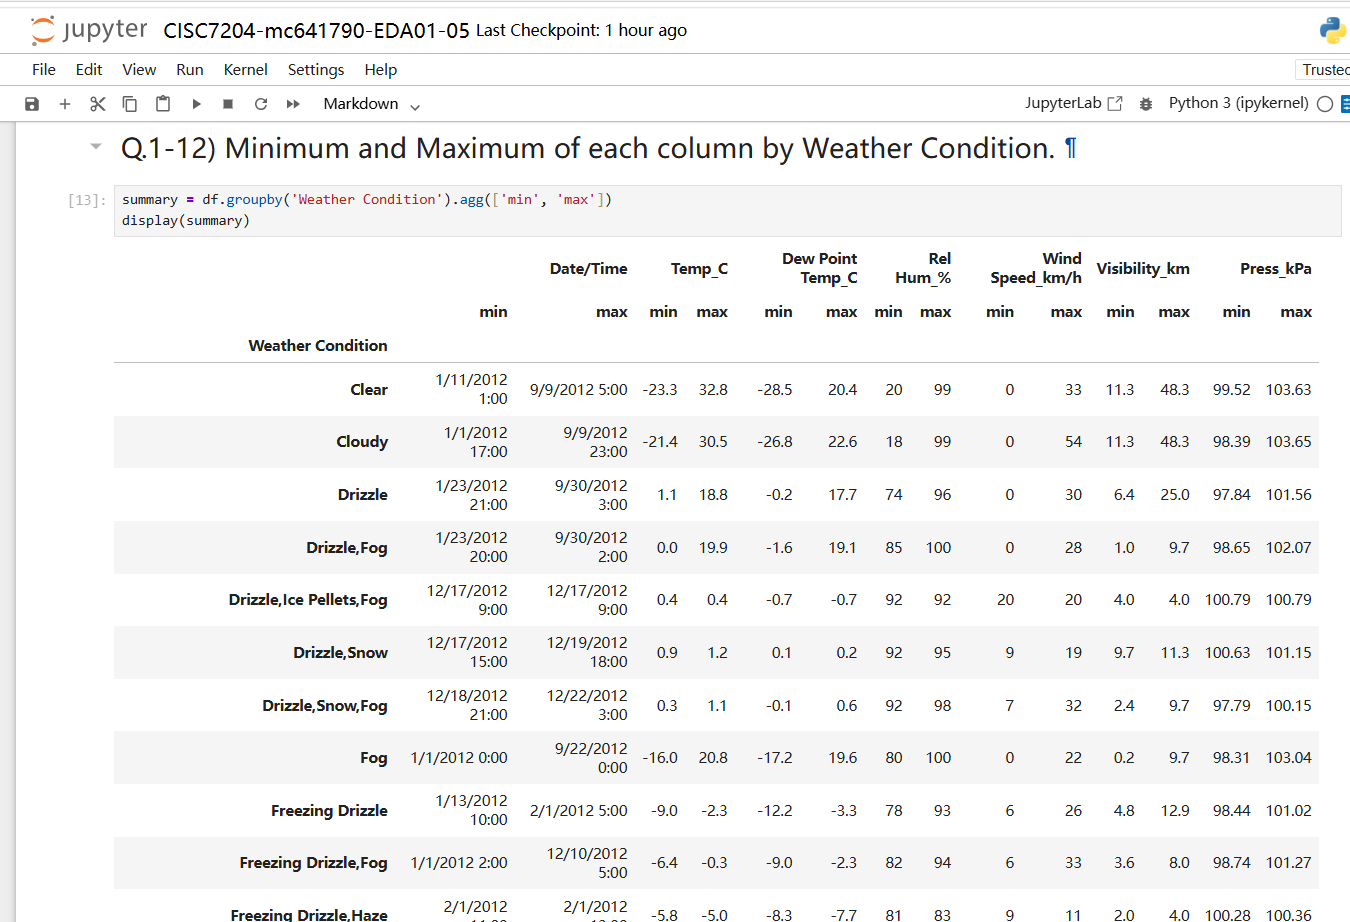 jupyter CISC7204-mc641790-EDA01-05 Last Checkpoint: 1 hour ago
File Edit View Run Kernel Settings Help Trusted
Markdown JupyterLab Python 3 (ipykernel)
Q.1-12) Minimum and Maximum of each column by Weather Condition. ¶
[13]: summary = df.groupby('Weather Condition').agg(['min', 'max'])
display(summary)
Date/Time Temp_C Dew Point Temp_C Rel Hum_% Wind Speed_km/h Visibility_km Press_kPa
min max min max min max min max min max min max min max
Weather Condition
Clear 1/11/2012 1:00 9/9/2012 5:00 -23.3 32.8 -28.5 20.4 20 99 0 33 11.3 48.3 99.52 103.63
Cloudy 1/1/2012 17:00 9/9/2012 23:00 -21.4 30.5 -26.8 22.6 18 99 0 54 11.3 48.3 98.39 103.65
Drizzle 1/23/2012 21:00 9/30/2012 3:00 1.1 18.8 -0.2 17.7 74 96 0 30 6.4 25.0 97.84 101.56
Drizzle,Fog 1/23/2012 20:00 9/30/2012 2:00 0.0 19.9 -1.6 19.1 85 100 0 28 1.0 9.7 98.65 102.07
Drizzle,Ice Pellets,Fog 12/17/2012 9:00 12/17/2012 9:00 0.4 0.4 -0.7 -0.7 92 92 20 20 4.0 4.0 100.79 100.79
Drizzle,Snow 12/17/2012 15:00 12/19/2012 18:00 0.9 1.2 0.1 0.2 92 95 9 19 9.7 11.3 100.63 101.15
Drizzle,Snow,Fog 12/18/2012 21:00 12/22/2012 3:00 0.3 1.1 -0.1 0.6 92 98 7 32 2.4 9.7 97.79 100.15
Fog 1/1/2012 0:00 9/22/2012 0:00 -16.0 20.8 -17.2 19.6 80 100 0 22 0.2 9.7 98.31 103.04
Freezing Drizzle 1/13/2012 10:00 2/1/2012 5:00 -9.0 -2.3 -12.2 -3.3 78 93 6 26 4.8 12.9 98.44 101.02
Freezing Drizzle,Fog 1/1/2012 2:00 12/10/2012 5:00 -6.4 -0.3 -9.0 -2.3 82 94 6 33 3.6 8.0 98.74 101.27
Freezing Drizzle,Haze 2/1/2012 2/1/2012 -5.8 -5.0 -8.3 -7.7 81 83 9 11 2.0 4.0 100.28 100.36